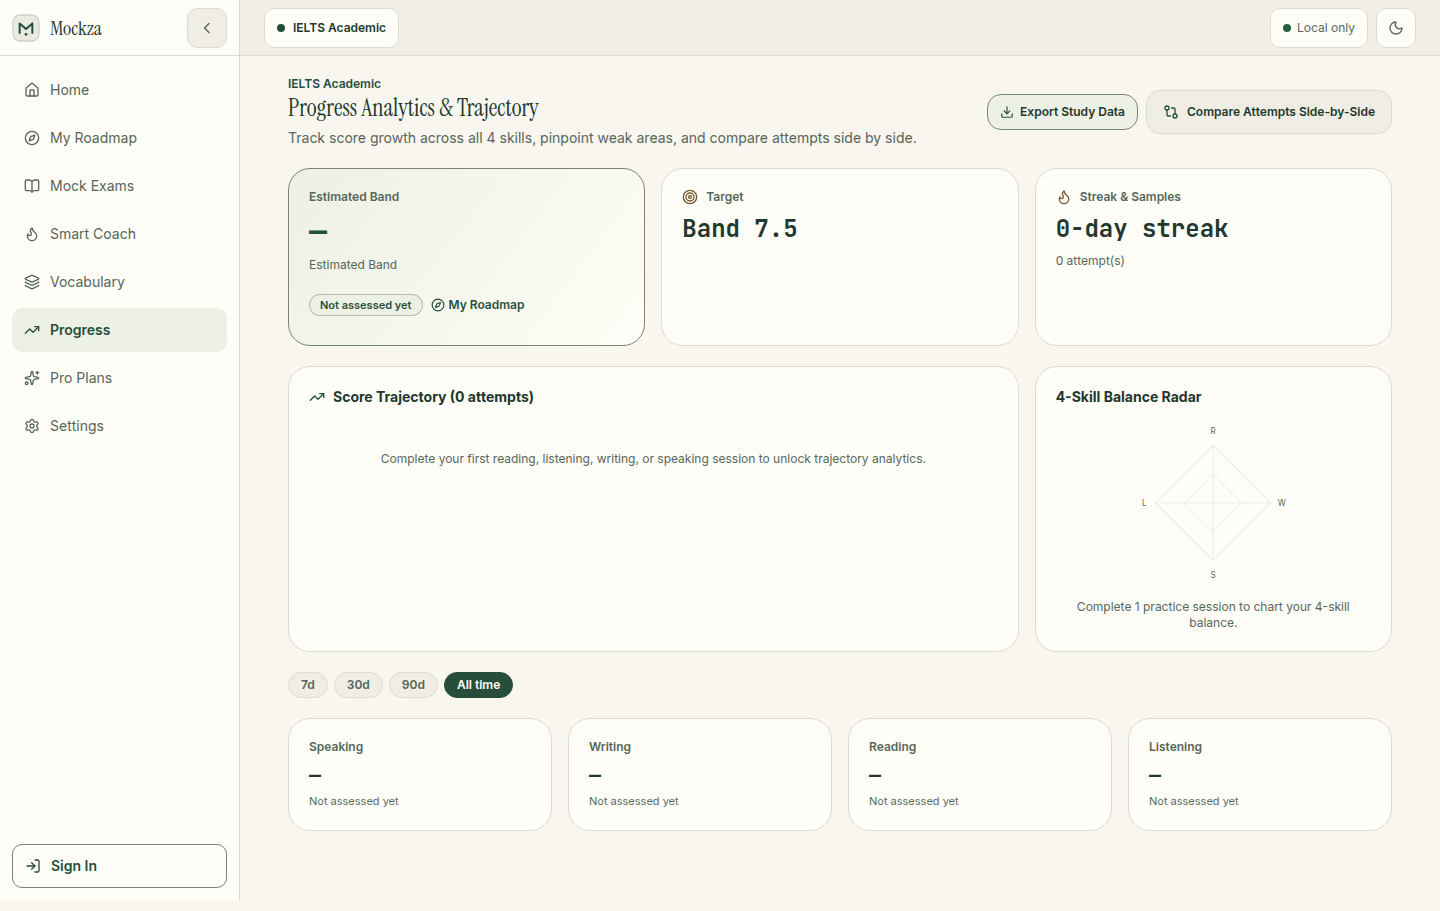 Mockza
Home
My Roadmap
Mock Exams
Smart Coach
Vocabulary
Progress
Pro Plans
Settings
Sign In
IELTS Academic
Local only
IELTS Academic
Progress Analytics & Trajectory
Track score growth across all 4 skills, pinpoint weak areas, and compare attempts side by side.
Export Study Data
Compare Attempts Side-by-Side
Estimated Band
—
Estimated Band
Not assessed yet
My Roadmap
Target
Band 7.5
Streak & Samples
0-day streak
0 attempt(s)
Score Trajectory (0 attempts)
Complete your first reading, listening, writing, or speaking session to unlock trajectory analytics.
4-Skill Balance Radar
R
L
W
S
Complete 1 practice session to chart your 4-skill
balance.
7d
30d
90d
All time
Speaking
—
Not assessed yet
Writing
—
Not assessed yet
Reading
—
Not assessed yet
Listening
—
Not assessed yet